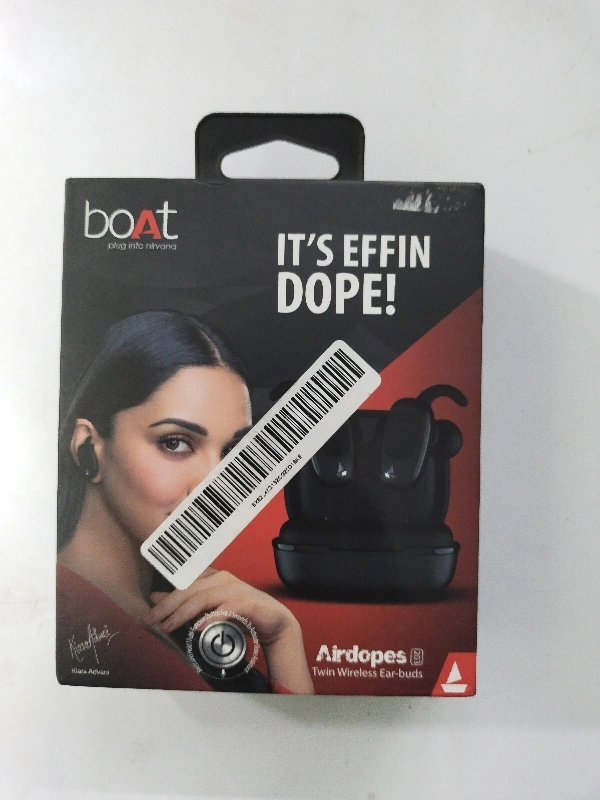 boAt
plug into nirvana
IT'S EFFIN
DOPE!
Kiara Advani
Airdopes
Twin Wireless Ear-buds